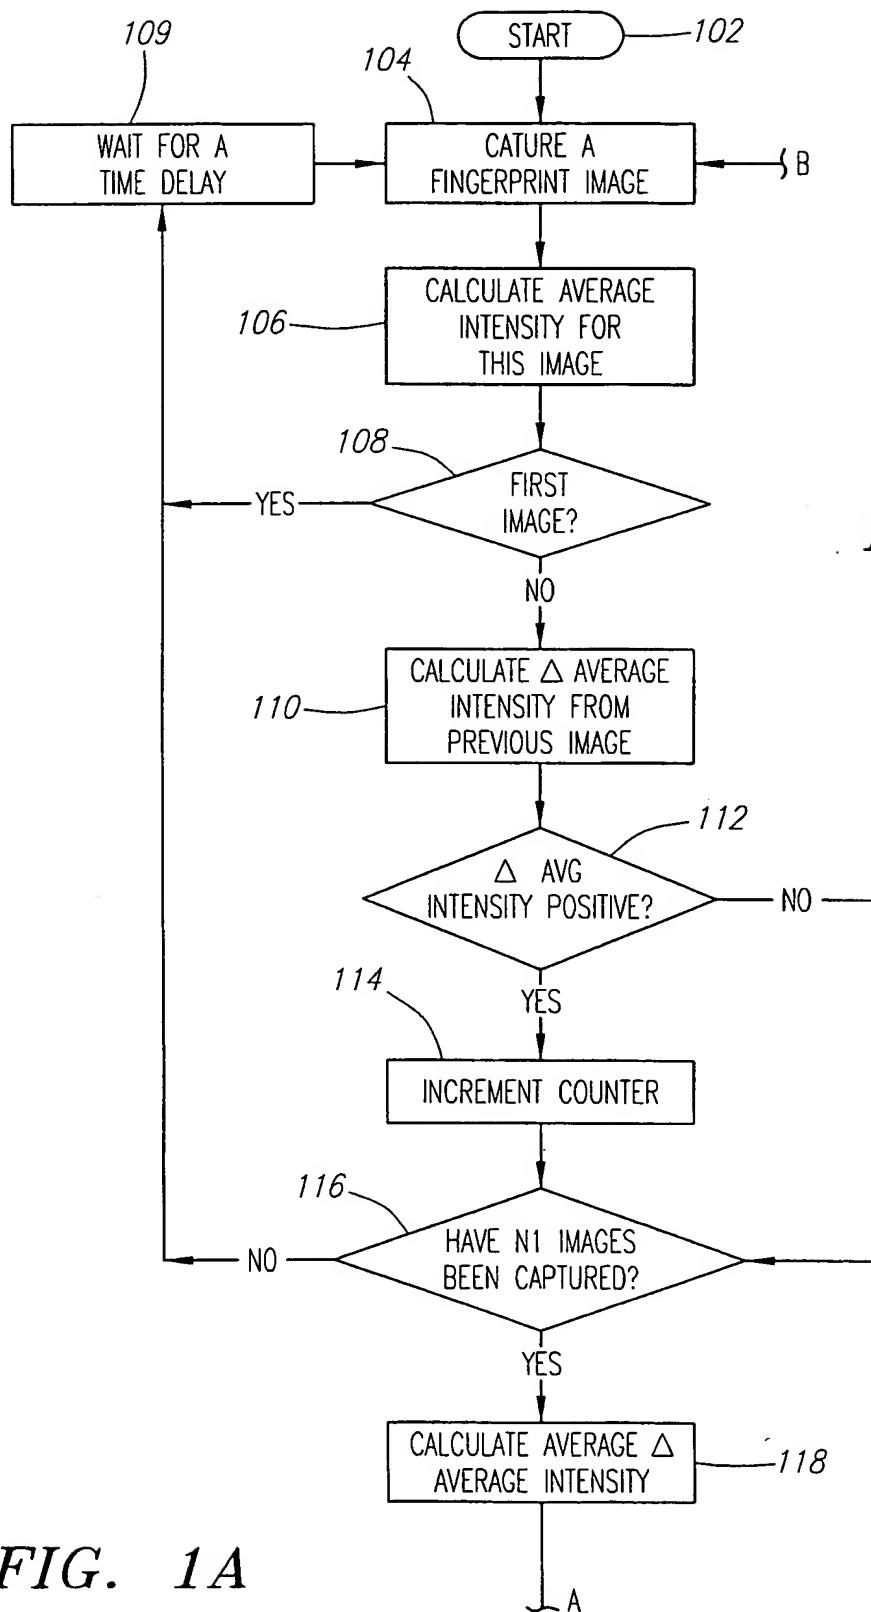 START
102
109
104
WAIT FOR A
TIME DELAY
CATURE A
FINGERPRINT IMAGE
B
106
CALCULATE AVERAGE
INTENSITY FOR
THIS IMAGE
108
FIRST
IMAGE?
YES
NO
110
CALCULATE △ AVERAGE
INTENSITY FROM
PREVIOUS IMAGE
112
△ AVG
INTENSITY POSITIVE?
NO
YES
114
INCREMENT COUNTER
116
HAVE N1 IMAGES
BEEN CAPTURED?
NO
YES
CALCULATE AVERAGE △
AVERAGE INTENSITY
118
FIG. 1A
A